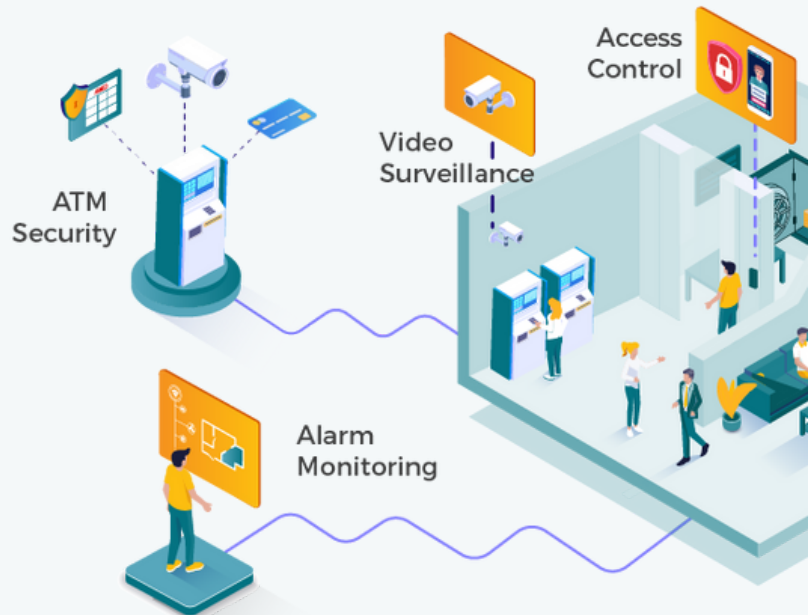 Access
Control
Video
Surveillance
ATM
Security
Alarm
Monitoring